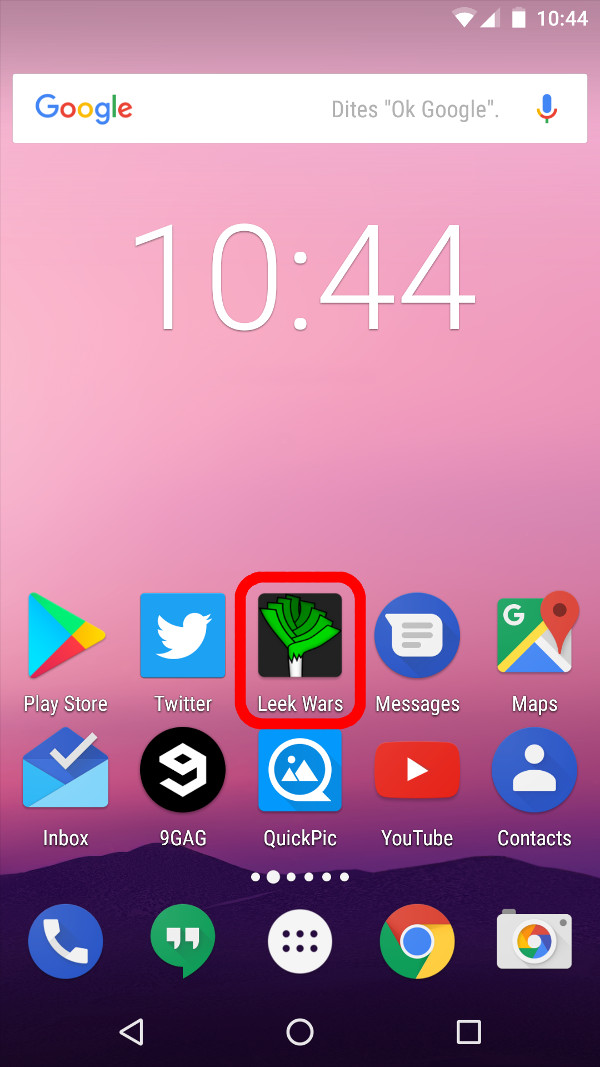 10:44
Google Dites "Ok Google".
10:44
G
Play Store Twitter Leek Wars Messages Maps
9
Inbox 9GAG QuickPic YouTube Contacts